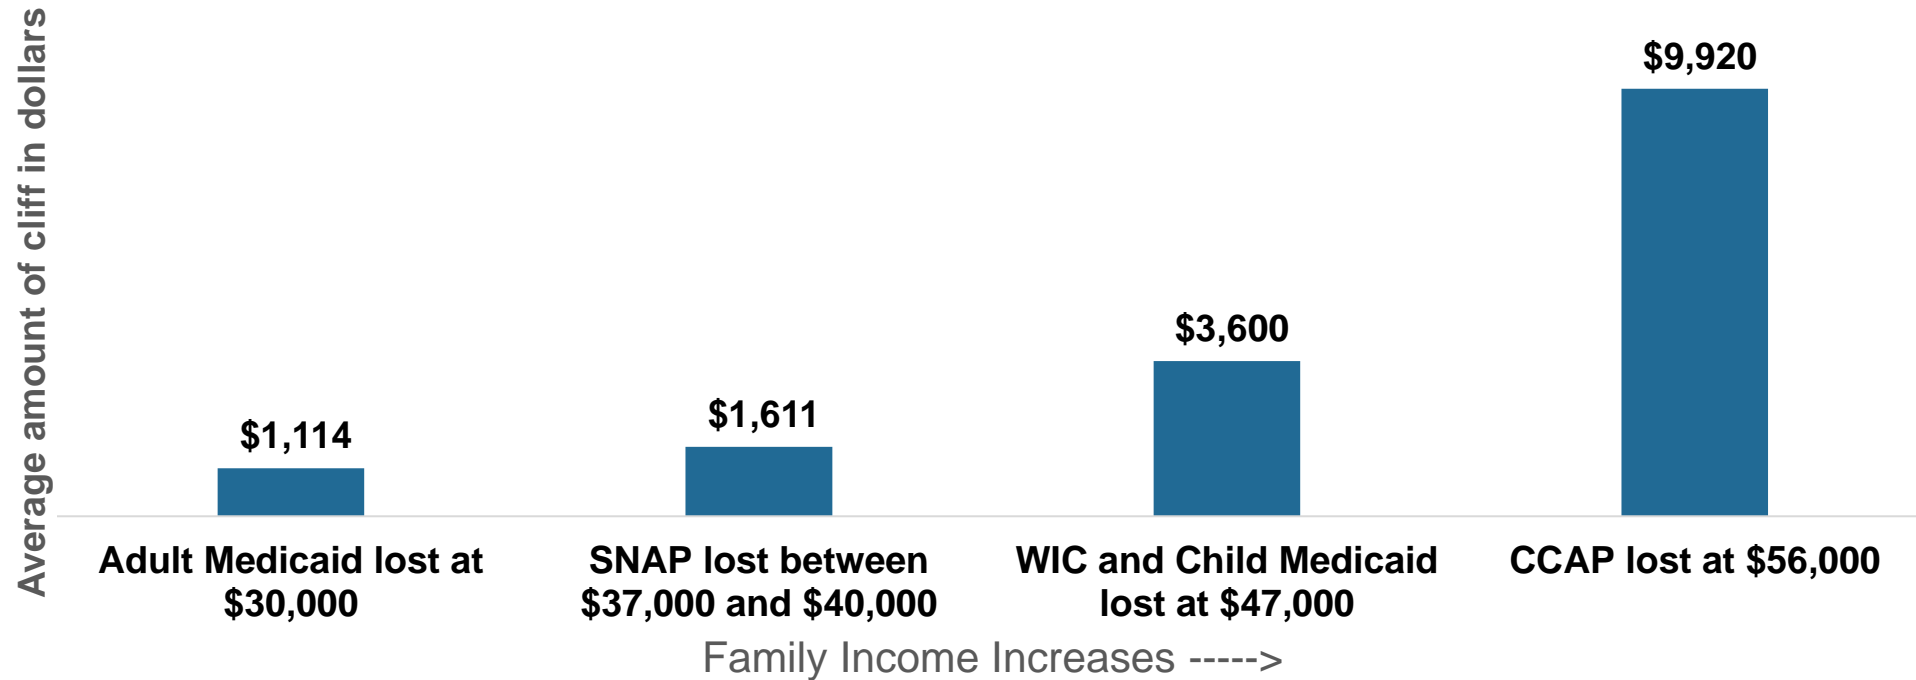 Average amount of cliff in dollars
$9,920
$3,600
$1,611
$1,114
Adult Medicaid lost at
$30,000
SNAP lost between
$37,000 and $40,000
WIC and Child Medicaid
lost at $47,000
CCAP lost at $56,000
Family Income Increases ----->